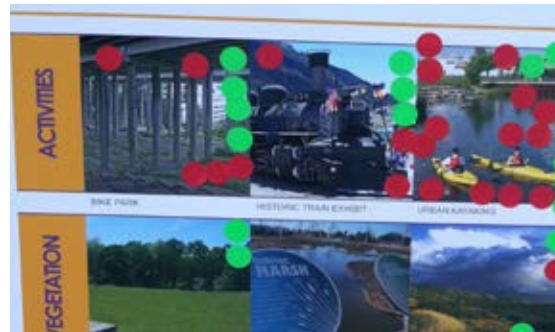 ACTIVITIES
BIKE PARK
HISTORIC TRAIN EXHIBIT
URBAN KAYAKING
VEGETATION
MARSH